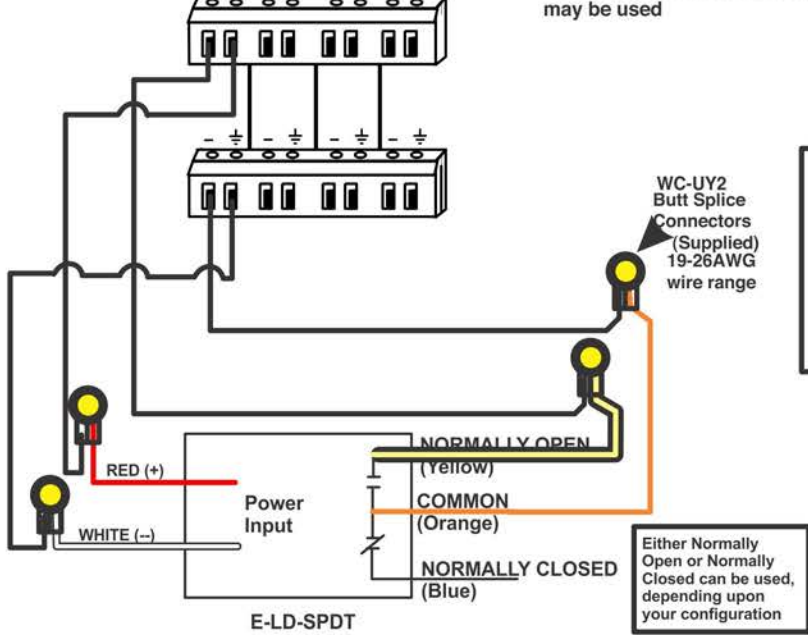 may be used
WC-UY2
Butt Splice
Connectors
(Supplied)
19-26AWG
wire range
RED (+)
WHITE (--)
Power
Input
NORMALLY OPEN
(Yellow)
COMMON
(Orange)
NORMALLY CLOSED
(Blue)
E-LD-SPDT
Either Normally
Open or Normally
Closed can be used,
depending upon
your configuration